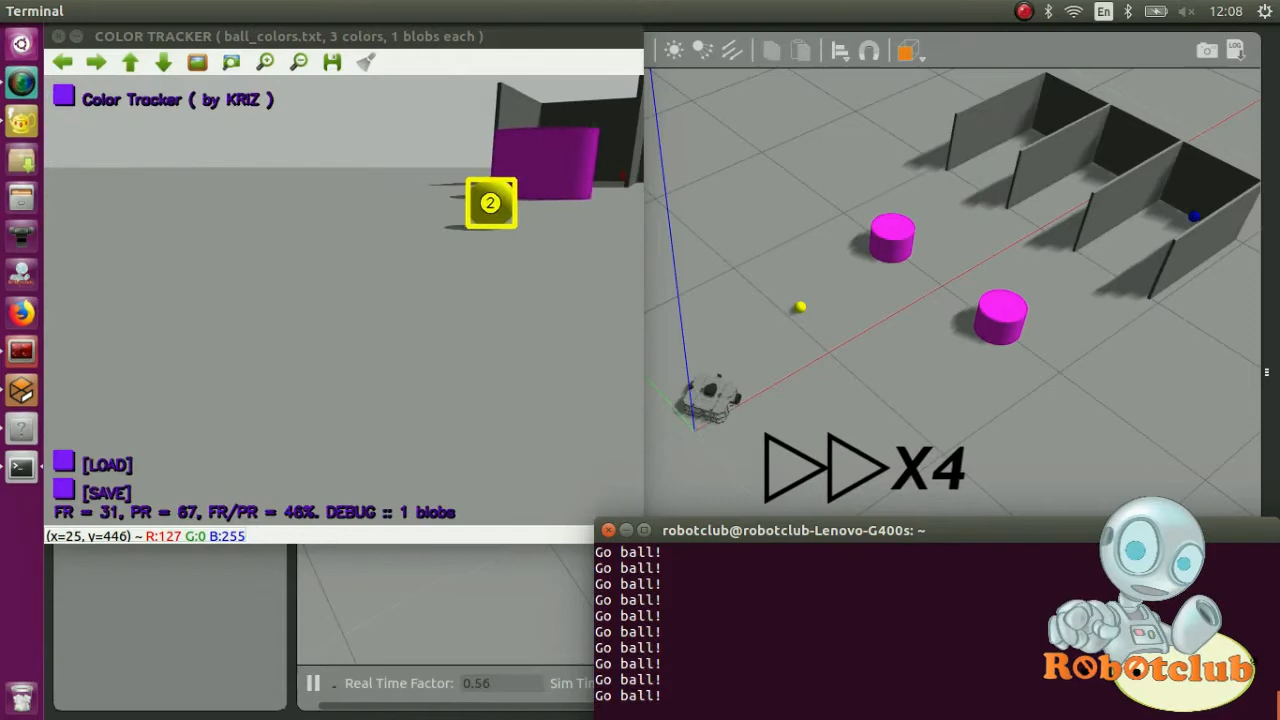 Terminal
En
12:08
COLOR TRACKER ( ball_colors.txt, 3 colors, 1 blobs each )
LOG
Color Tracker ( by KRIZ )
2
[LOAD]
[SAVE]
FR = 31, PR = 67, FR/PR = 46%. DEBUG :: 1 blobs
(x=25, y=446) ~ R:127 G:0 B:255
X4
Real Time Factor: 0.56 Sim Tim
robotclub@robotclub-Lenovo-G400s: ~
Go ball!
Go ball!
Go ball!
Go ball!
Go ball!
Go ball!
Go ball!
Go ball!
Go ball!
Go ball!
Robotclub